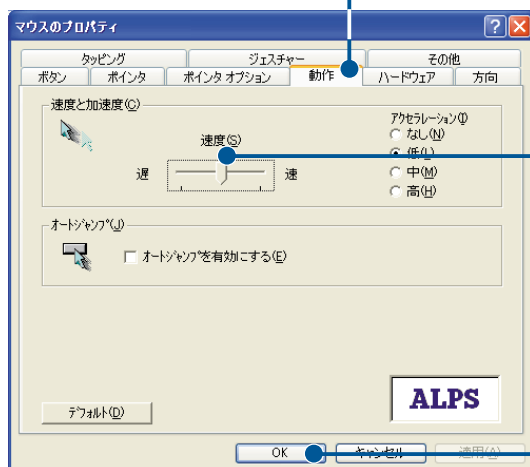 マウスのプロパティ
タッピング ジェスチャー その他
ボタン ポインタ ポインタ オプション 動作 ハードウェア 方向
速度と加速度(C)
速度(S)
遅 速
アクセラレーション(I)
なし(N)
低(L)
中(M)
高(H)
オートジャンプ(J)
オートジャンプを有効にする(E)
デフォルト(D)
ALPS
OK キャンセル 適用(A)